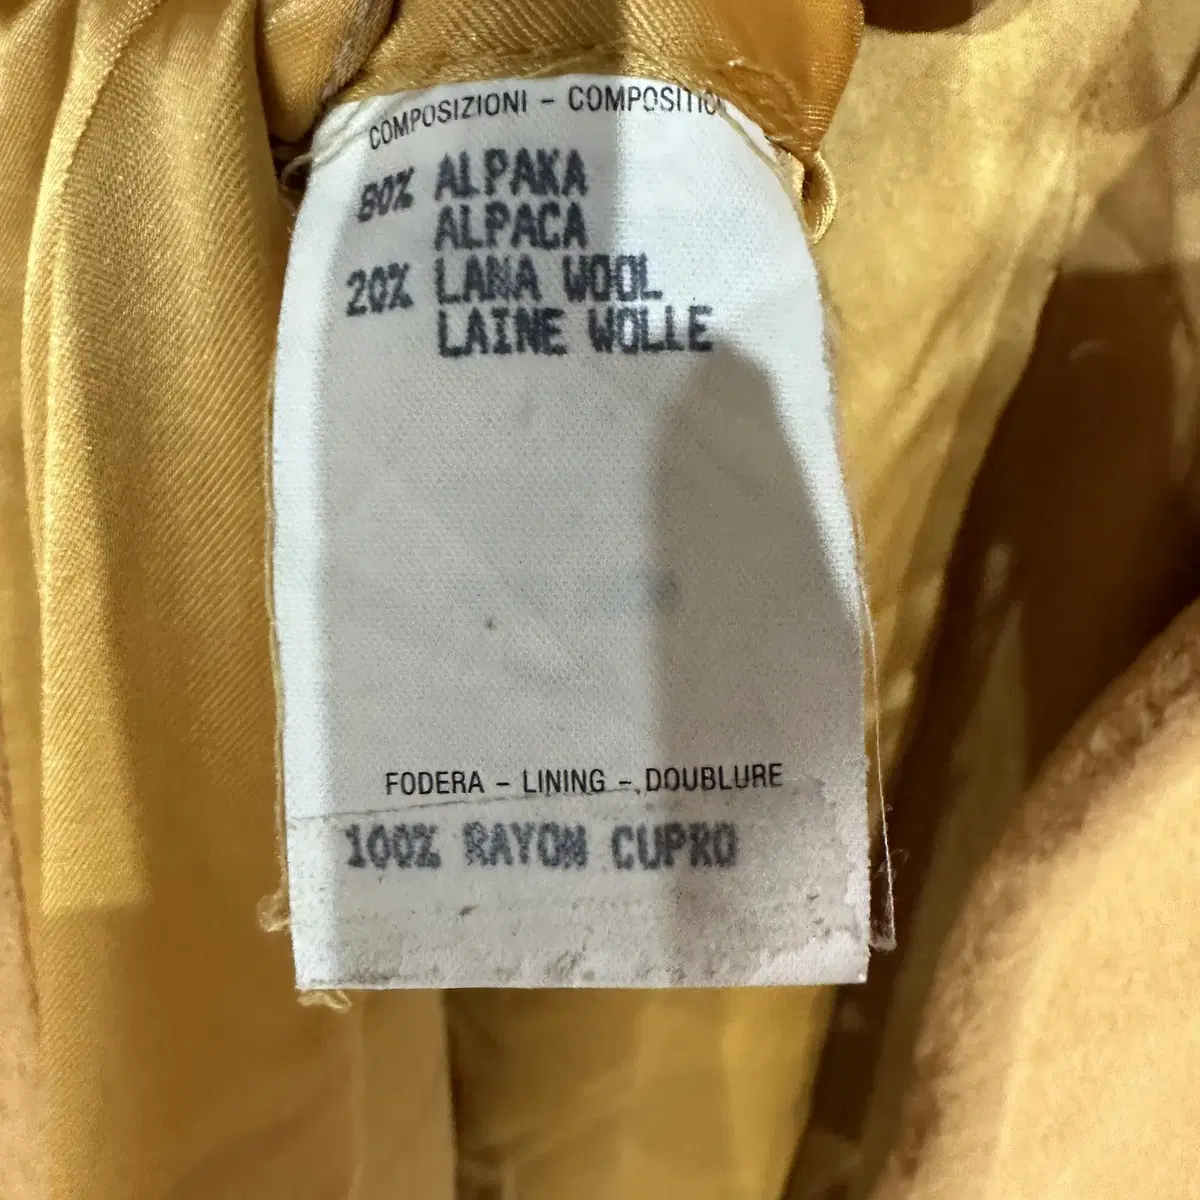 COMPOSIZIONI - COMPOSITIO
80% ALPAKA
ALPACA
20% LANA WOOL
LAINE WOLLE
FODERA - LINING - DOUBLURE
100% RAYON CUPRO